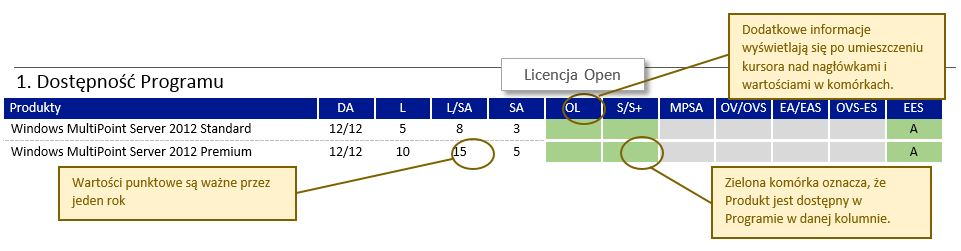 Dodatkowe informacje
wyświetlają się po umieszczeniu
kursora nad nagłówkami i
wartościami w komórkach.
Licencja Open
1. Dostępność Programu
Produkty DA L L/SA SA OL S/S+ MPSA OV/OVS EA/EAS OVS-ES EES
Windows MultiPoint Server 2012 Standard 12/12 5 8 3 A
Windows MultiPoint Server 2012 Premium 12/12 10 15 5 A
Wartości punktowe są ważne przez
jeden rok
Zielona komórka oznacza, że
Produkt jest dostępny w
Programie w danej kolumnie.